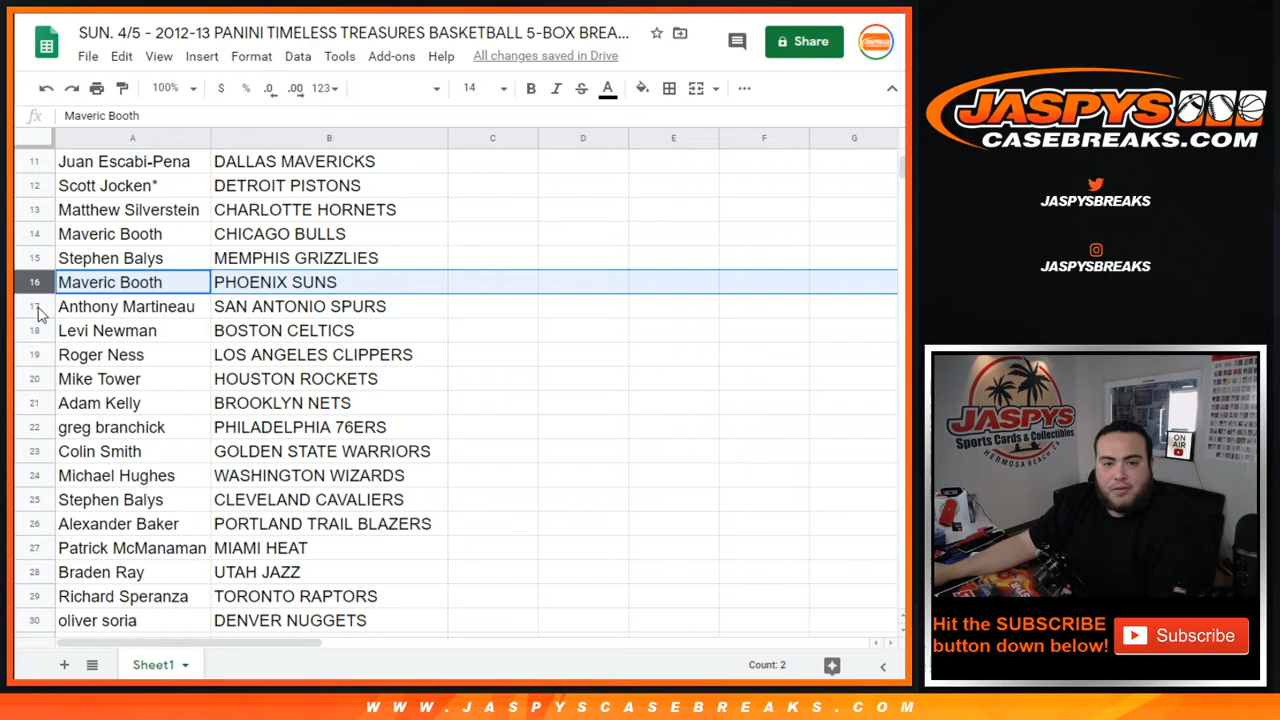 SUN. 4/5 - 2012-13 PANINI TIMELESS TREASURES BASKETBALL 5-BOX BREA...
File Edit View Insert Format Data Tools Add-ons Help All changes saved in Drive
Share
100% $ % .0 .00 123 14 B I S A
fx Maveric Booth
A B C D E F G
11 Juan Escabi-Pena DALLAS MAVERICKS
12 Scott Jocken* DETROIT PISTONS
13 Matthew Silverstein CHARLOTTE HORNETS
14 Maveric Booth CHICAGO BULLS
15 Stephen Balys MEMPHIS GRIZZLIES
16 Maveric Booth PHOENIX SUNS
17 Anthony Martineau SAN ANTONIO SPURS
18 Levi Newman BOSTON CELTICS
19 Roger Ness LOS ANGELES CLIPPERS
20 Mike Tower HOUSTON ROCKETS
21 Adam Kelly BROOKLYN NETS
22 greg branchick PHILADELPHIA 76ERS
23 Colin Smith GOLDEN STATE WARRIORS
24 Michael Hughes WASHINGTON WIZARDS
25 Stephen Balys CLEVELAND CAVALIERS
26 Alexander Baker PORTLAND TRAIL BLAZERS
27 Patrick McManaman MIAMI HEAT
28 Braden Ray UTAH JAZZ
29 Richard Speranza TORONTO RAPTORS
30 oliver soria DENVER NUGGETS
Sheet1 Count: 2
JASPYS
CASEBREAKS.COM
JASPYSBREAKS
JASPYSBREAKS
JASPYS
Sports Cards & Collectibles
HERMOSA BEACH CA
ON
AIR
Hit the SUBSCRIBE
button down below!
Subscribe
WWW.JASPYSCASEBREAKS.COM